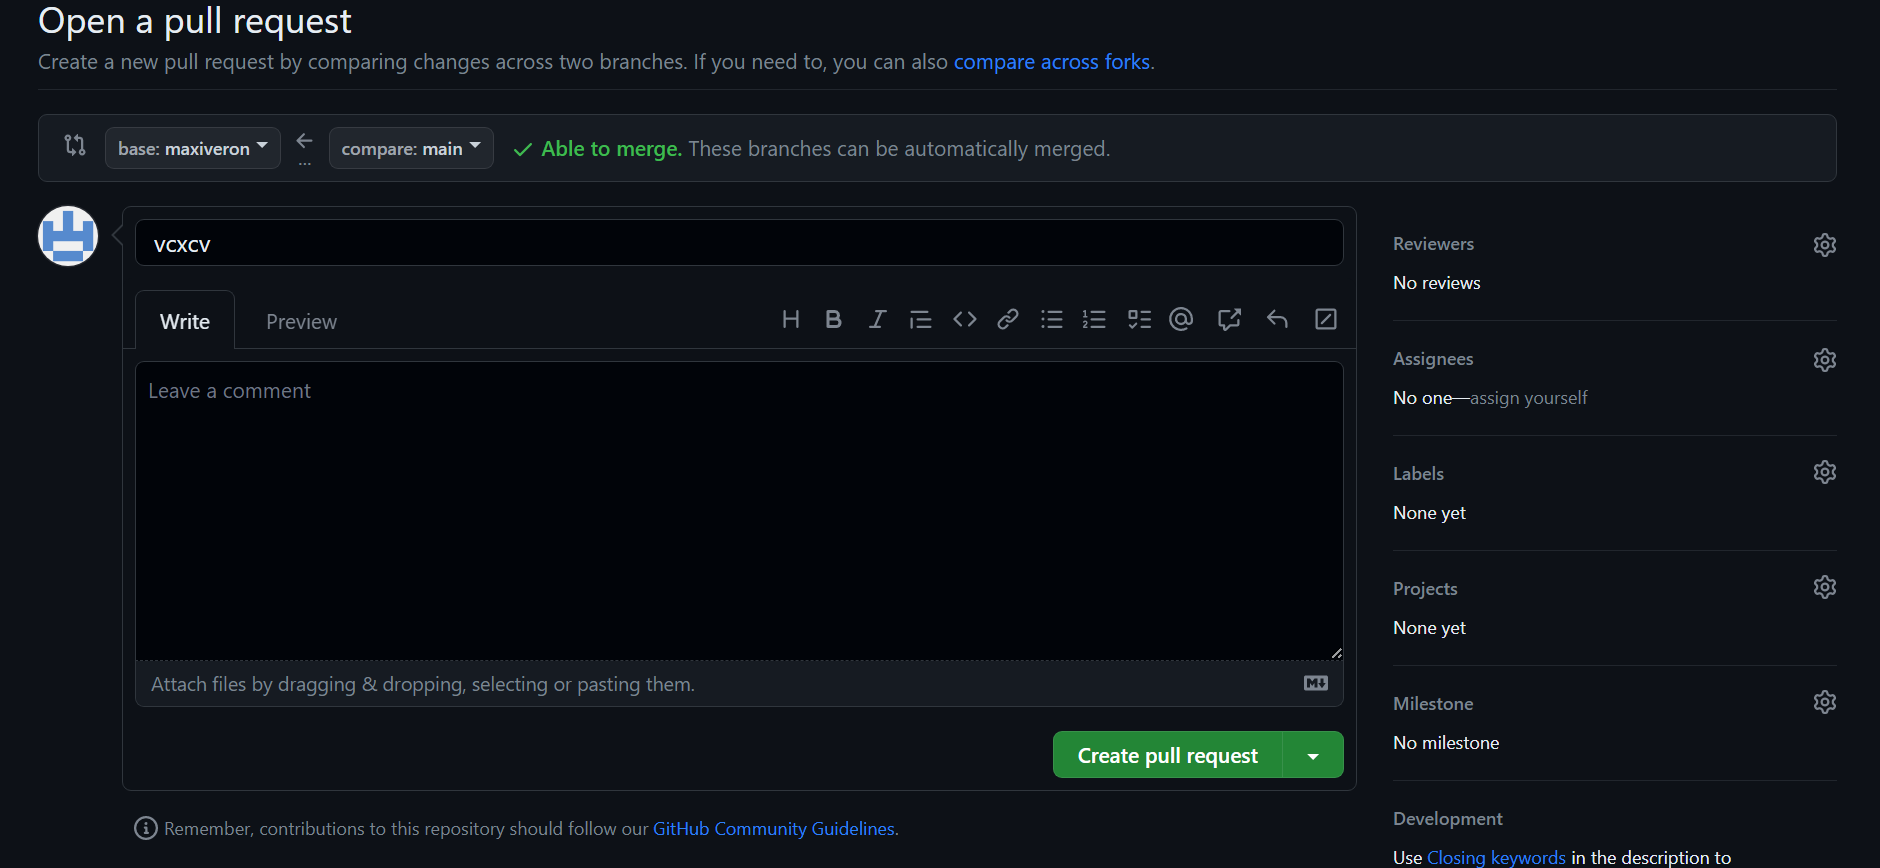 Open a pull request
Create a new pull request by comparing changes across two branches. If you need to, you can also compare across forks.
base: maxiveron
...
compare: main
Able to merge. These branches can be automatically merged.
vcxcv
Write
Preview
Leave a comment
Attach files by dragging & dropping, selecting or pasting them.
Create pull request
Remember, contributions to this repository should follow our GitHub Community Guidelines.
Reviewers
No reviews
Assignees
No one—assign yourself
Labels
None yet
Projects
None yet
Milestone
No milestone
Development
Use Closing keywords in the description to